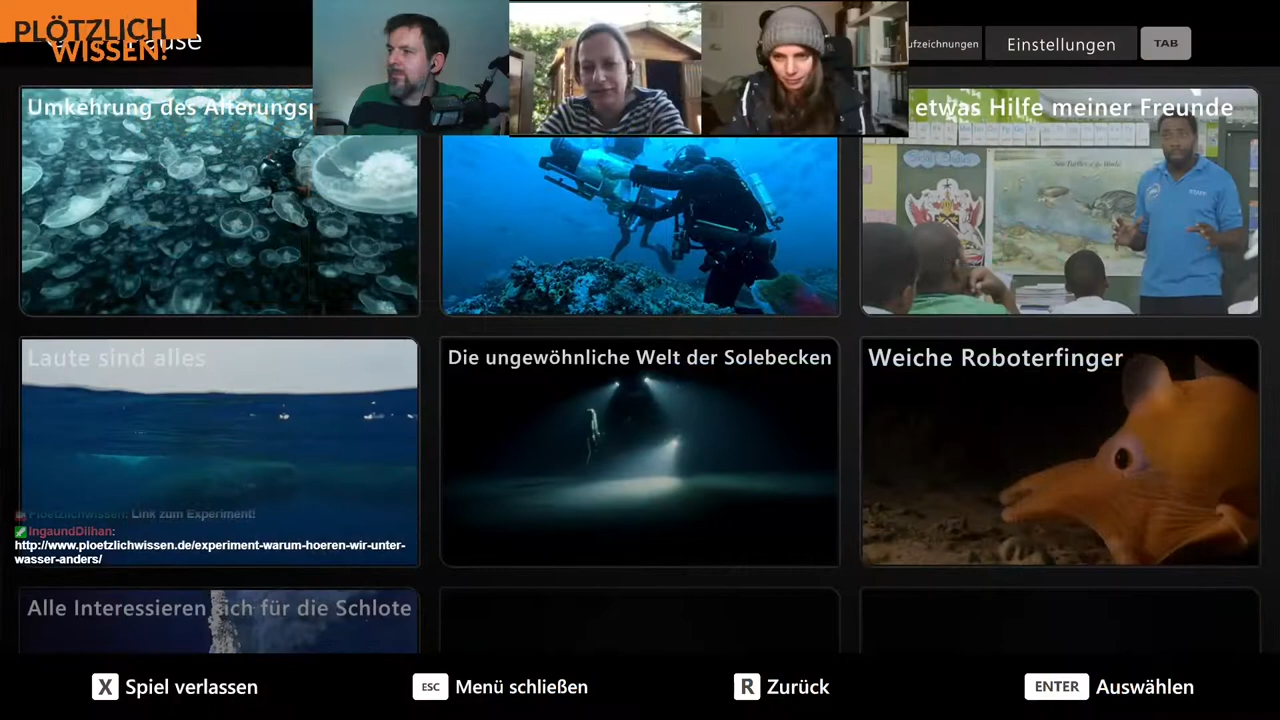 PLÖTZLICH
WISSEN!
ufzeichnungen
Einstellungen
TAB
Umkehrung des Alterungsp
etwas Hilfe meiner Freunde
STAFF
Laute sind alles
Die ungewöhnliche Welt der Solebecken
Weiche Roboterfinger
Ploetzlichwissen: Link zum Experiment!
IngaundDilhan:
http://www.ploetzlichwissen.de/experiment-warum-hoeren-wir-unter-
wasser-anders/
Alle Interessieren sich für die Schlote
X Spiel verlassen
ESC Menü schließen
R Zurück
ENTER Auswählen